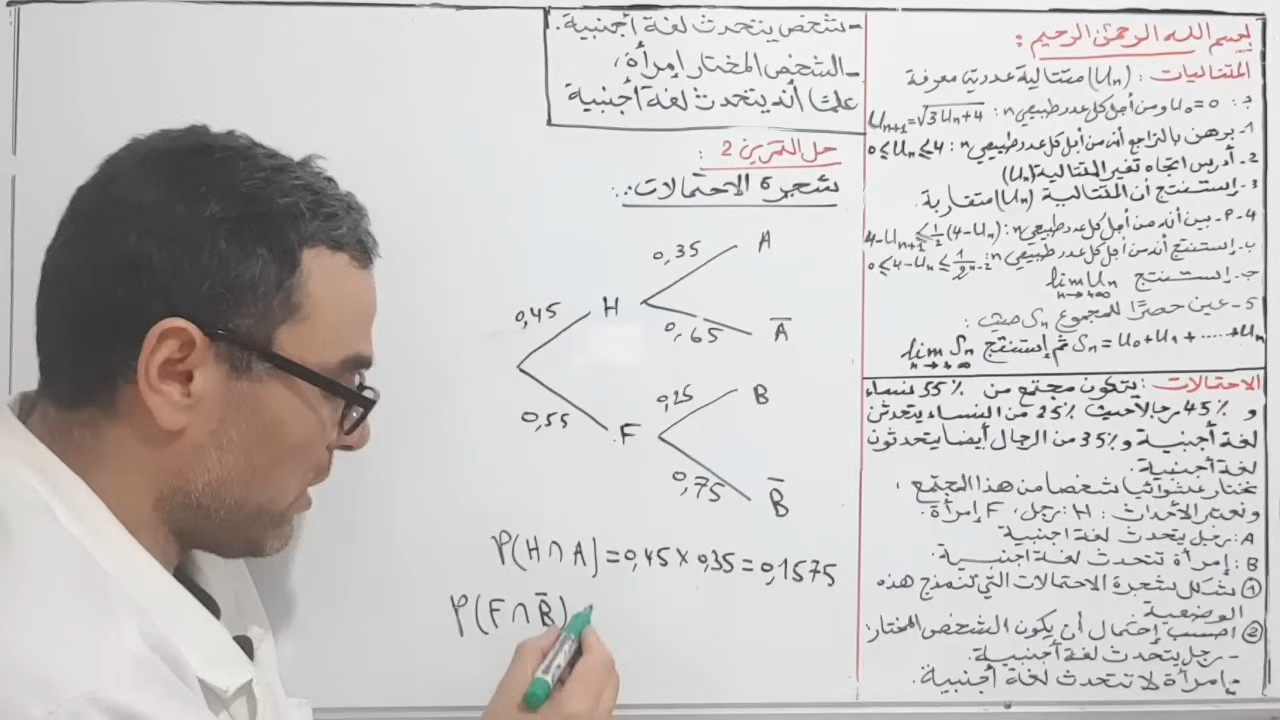 بسم الله الرحمن الرحيم :
المتتاليات : (Un) متتالية عددية معرفة
بـ : U0=0 و من أجل كل عدد طبيعي n : Un+1=√3Un+4
1- برهن بالتراجع أنه من أجل كل عدد طبيعي n : 0≤Un≤4
2- أدرس اتجاه تغير المتتالية (Un)
3- إستنتج أن المتتالية (Un) متقاربة.
4- P- بين أنه من أجل كل عدد طبيعي n : 4-Un+1≤1/2(4-Un)
ب- إستنتج أنه من أجل كل عدد طبيعي n : 0≤4-Un≤1/2^n-2
جـ- إستنتج lim Un n→+∞
5- عين حصرًا للمجموع Sn حيث :
Sn=U0+U1+.....+Un ثم إستنتج lim Sn n→+∞
الاحتمالات : يتكون مجتمع من 55% نساء
و 45% رجالا حيث 25% من النساء يتحدثن
لغة أجنبية و 35% من الرجال أيضا يتحدثون
لغة أجنبية.
نختار عشوائيا شخصا من هذا المجتمع ،
ونعتبر الأحداث : H : رجل، F إمرأة.
A : رجل يتحدث لغة اجنبية
B : إمرأة تتحدث لغة اجنبية.
① شكل شجرة الاحتمالات التي تنمذج هذه
الوضعية.
② احسب إحتمال أن يكون الشخص المختار:
- رجل يتحدث لغة أجنبية.
- إمرأة لا تتحدث لغة أجنبية.
- شخص يتحدث لغة أجنبية.
- الشخص المختار إمرأة،
علمًا أنه يتحدث لغة أجنبية
حل التمرين 2 :
شجرة الاحتمالات :
0,35 A
0,45 H
0,65 A̅
0,25 B
0,55 F
0,75 B̅
P(H∩A)=0,45×0,35=0,1575
P(F∩B̅)